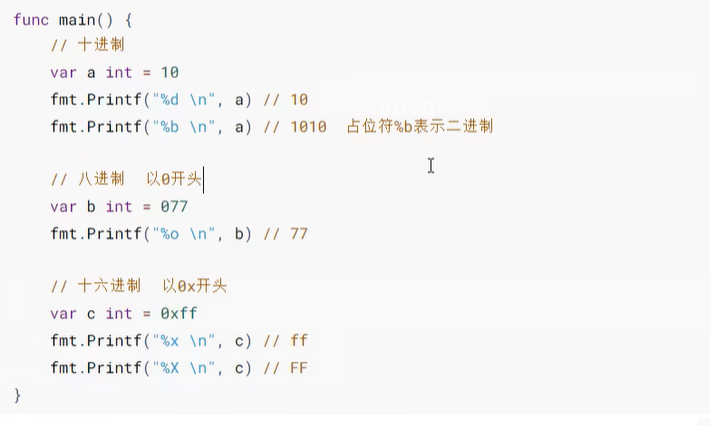 func main() {
    // 十进制
    var a int = 10
    fmt.Printf("%d \n", a) // 10
    fmt.Printf("%b \n", a) // 1010  占位符%b表示二进制
    // 八进制  以0开头
    var b int = 077
    fmt.Printf("%o \n", b) // 77
    // 十六进制  以0x开头
    var c int = 0xff
    fmt.Printf("%x \n", c) // ff
    fmt.Printf("%X \n", c) // FF
}